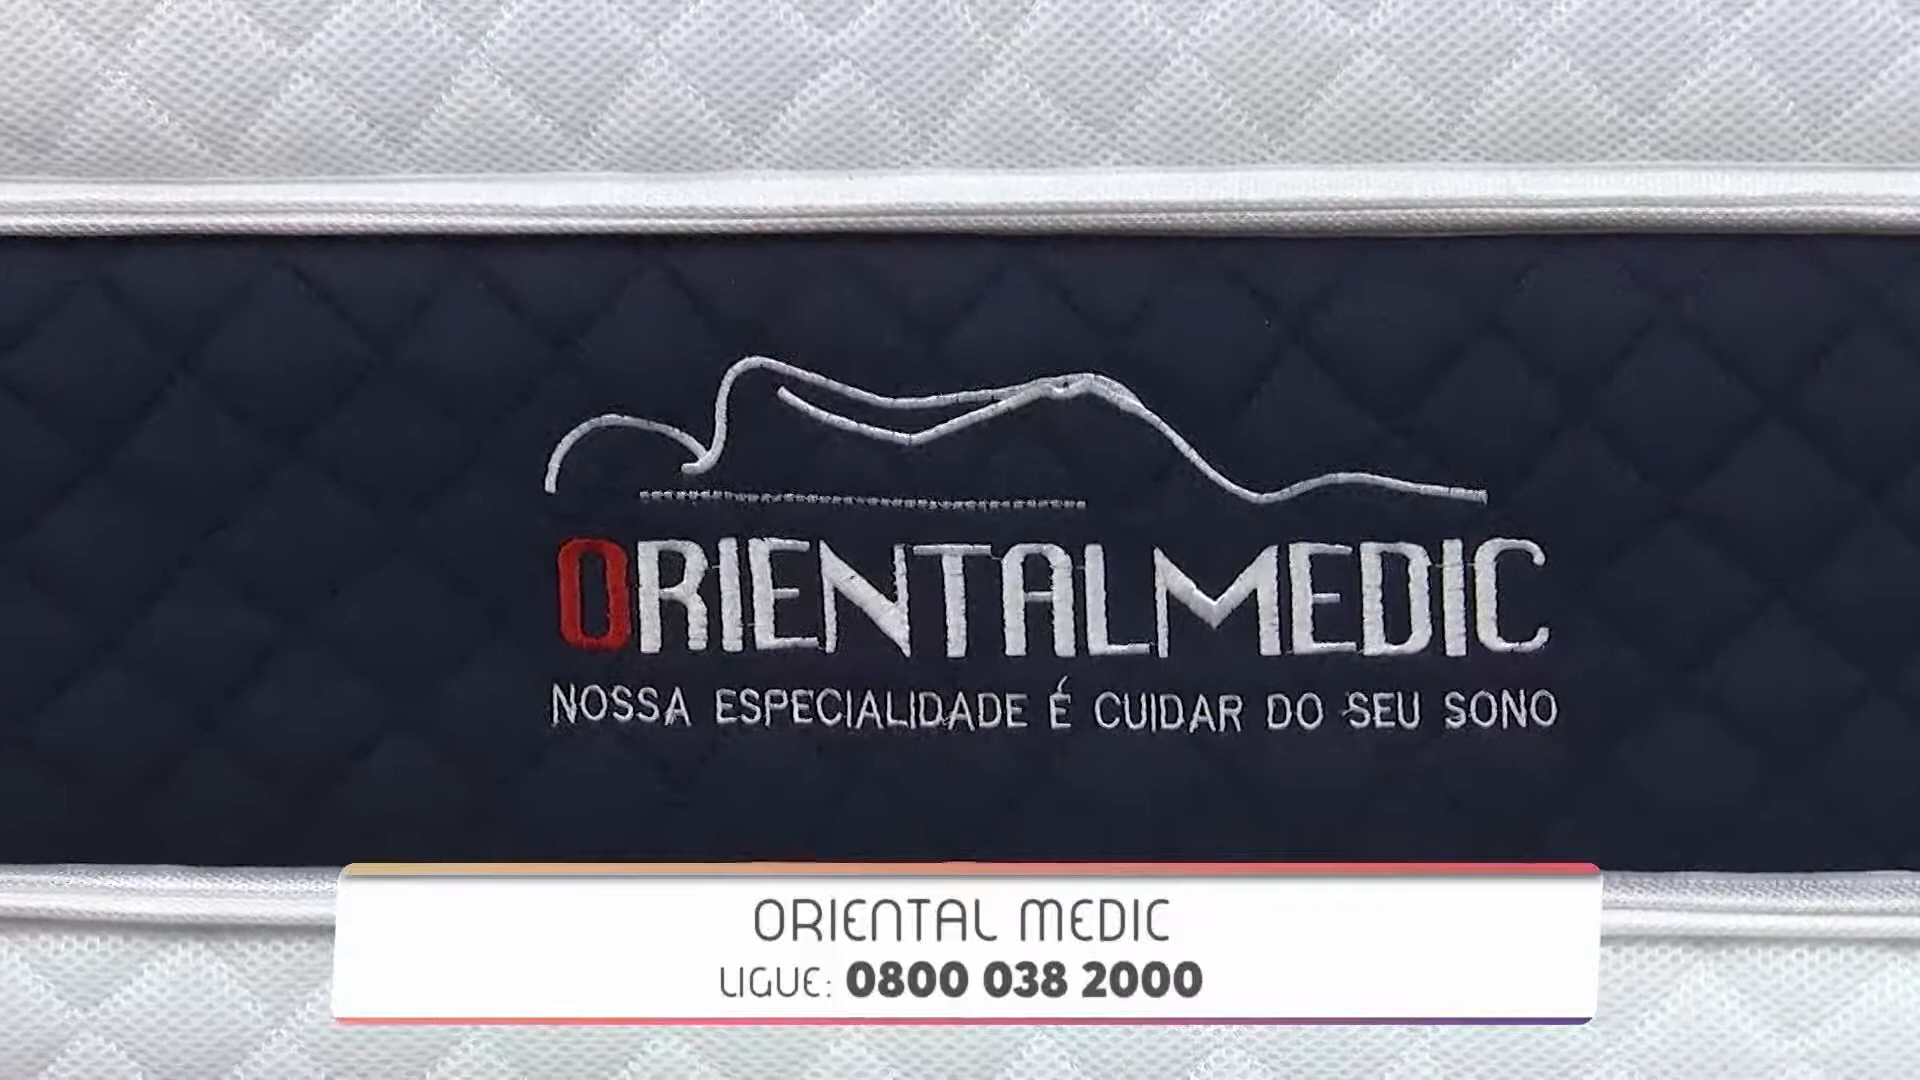 ORIENTALMEDIC
NOSSA ESPECIALIDADE É CUIDAR DO SEU SONO
ORIENTAL MEDIC
LIGUE: 0800 038 2000